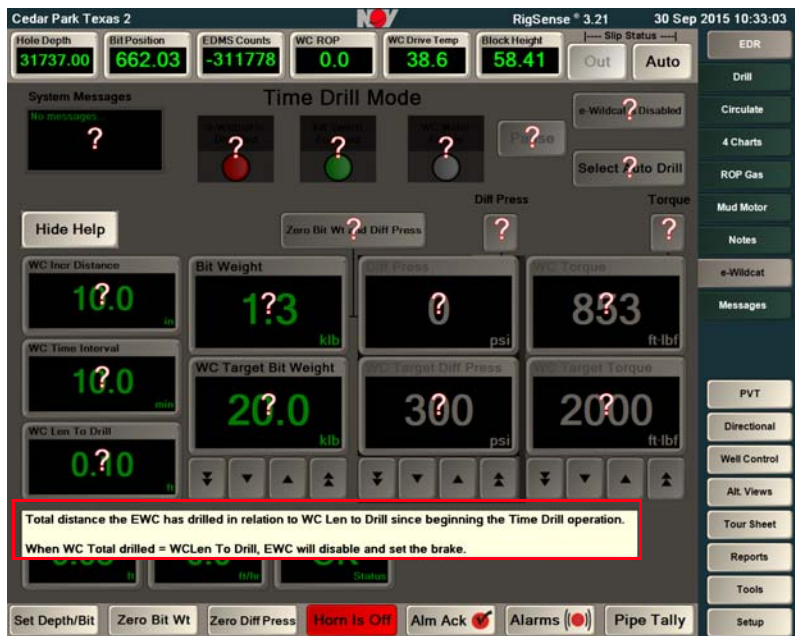 Cedar Park Texas 2 NOV RigSense ® 3.21 30 Sep 2015 10:33:03
Hole Depth
31737.00
Bit Position
662.03
EDMS Counts
-311778
WC ROP
0.0
WC Drive Temp
38.6
Block Height
58.41
|---- Slip Status ----|
Out
Auto
EDR
Drill
Circulate
4 Charts
ROP Gas
Mud Motor
Notes
e-Wildcat
Messages
PVT
Directional
Well Control
Alt. Views
Tour Sheet
Reports
Tools
Setup
System Messages
No messages...
?
Time Drill Mode
?
?
?
Pause
?
e-Wildcat Disabled
?
Select Auto Drill
?
Hide Help
Zero Bit Wt and Diff Press
?
Diff Press
?
Torque
?
WC Incr Distance
10.0
?
in
WC Time Interval
10.0
?
min
WC Len To Drill
0.10
?
ft
Bit Weight
1.3
?
klb
WC Target Bit Weight
20.0
?
klb
Diff Press
0
?
psi
WC Target Diff Press
300
?
psi
WC Torque
853
?
ft-lbf
WC Target Torque
2000
?
ft-lbf
Total distance the EWC has drilled in relation to WC Len to Drill since beginning the Time Drill operation.
When WC Total drilled = WCLen To Drill, EWC will disable and set the brake.
ft
ft/hr
Status
Set Depth/Bit
Zero Bit Wt
Zero Diff Press
Horn Is Off
Alm Ack
Alarms
Pipe Tally